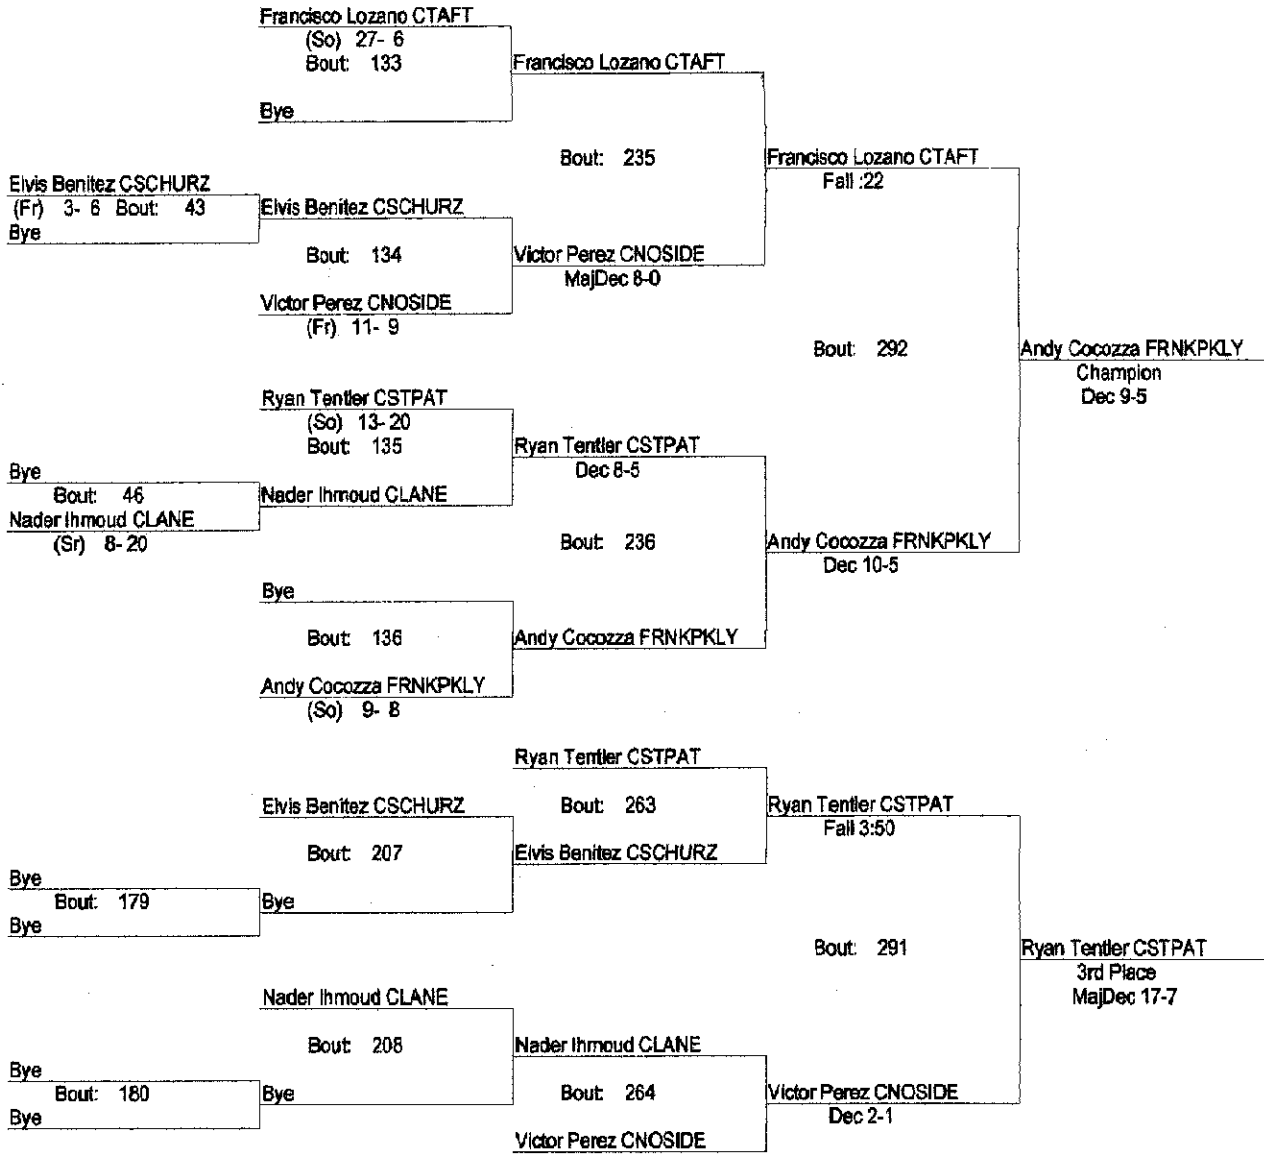 Francisco Lozano CTAFT
(So) 27- 6
Bout: 133
Francisco Lozano CTAFT
Bye
Bout: 235
Francisco Lozano CTAFT
Fall :22
Elvis Benitez CSCHURZ
(Fr) 3- 6 Bout: 43
Bye
Elvis Benitez CSCHURZ
Bout: 134
Victor Perez CNOSIDE
MajDec 8-0
Victor Perez CNOSIDE
(Fr) 11- 9
Bout: 292
Andy Cocozza FRNKPKLY
Champion
Dec 9-5
Ryan Tentler CSTPAT
(So) 13- 20
Bout: 135
Ryan Tentler CSTPAT
Dec 8-5
Bye
Bout: 46
Nader Ihmoud CLANE
(Sr) 8- 20
Nader Ihmoud CLANE
Bout: 236
Andy Cocozza FRNKPKLY
Dec 10-5
Bye
Bout: 136
Andy Cocozza FRNKPKLY
Andy Cocozza FRNKPKLY
(So) 9- 8
Ryan Tentler CSTPAT
Bout: 263
Ryan Tentler CSTPAT
Fall 3:50
Elvis Benitez CSCHURZ
Bout: 207
Elvis Benitez CSCHURZ
Bye
Bout: 179
Bye
Bye
Bout: 291
Ryan Tentler CSTPAT
3rd Place
MajDec 17-7
Nader Ihmoud CLANE
Bout: 208
Nader Ihmoud CLANE
Bye
Bout: 180
Bye
Bye
Bout: 264
Victor Perez CNOSIDE
Dec 2-1
Victor Perez CNOSIDE